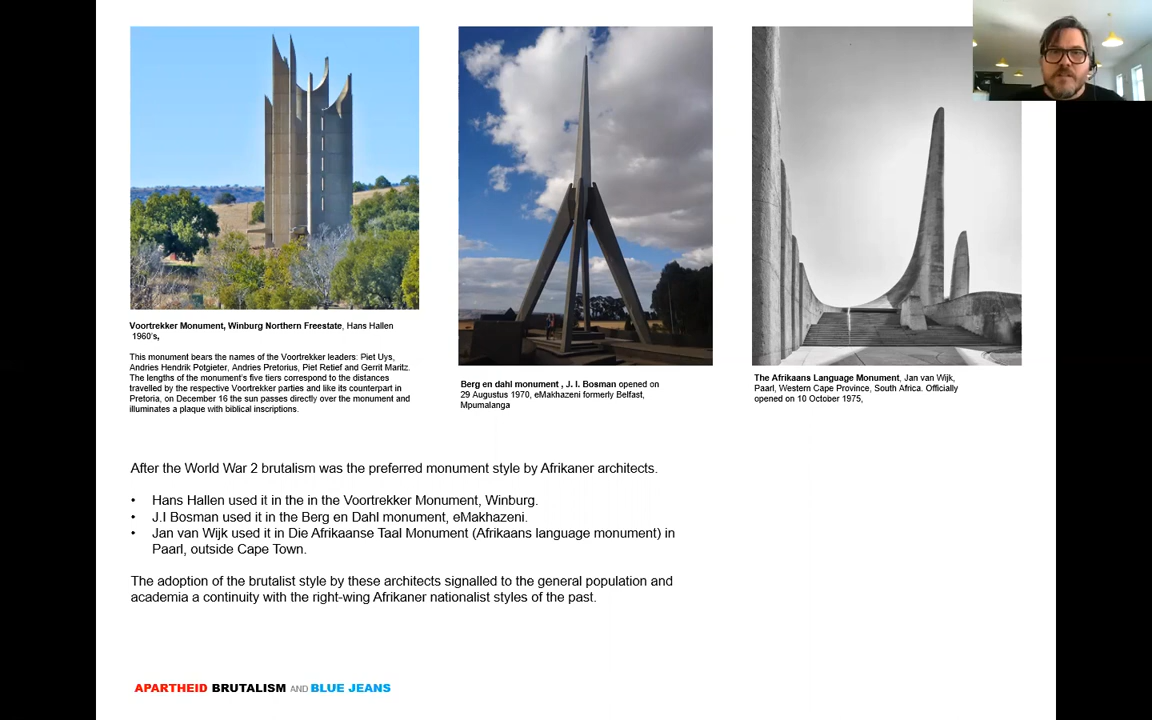 Voortrekker Monument, Winburg Northern Freestate, Hans Hallen
1960's,
This monument bears the names of the Voortrekker leaders: Piet Uys,
Andries Hendrik Potgieter, Andries Pretorius, Piet Retief and Gerrit Maritz.
The lengths of the monument's five tiers correspond to the distances
travelled by the respective Voortrekker parties and like its counterpart in
Pretoria, on December 16 the sun passes directly over the monument and
illuminates a plaque with biblical inscriptions.
Berg en dahl monument , J. I. Bosman opened on
29 Augustus 1970, eMakhazeni formerly Belfast,
Mpumalanga
The Afrikaans Language Monument, Jan van Wijk,
Paarl, Western Cape Province, South Africa. Officially
opened on 10 October 1975,
After the World War 2 brutalism was the preferred monument style by Afrikaner architects.
• Hans Hallen used it in the in the Voortrekker Monument, Winburg.
• J.I Bosman used it in the Berg en Dahl monument, eMakhazeni.
• Jan van Wijk used it in Die Afrikaanse Taal Monument (Afrikaans language monument) in
Paarl, outside Cape Town.
The adoption of the brutalist style by these architects signalled to the general population and
academia a continuity with the right-wing Afrikaner nationalist styles of the past.
APARTHEID BRUTALISM AND BLUE JEANS